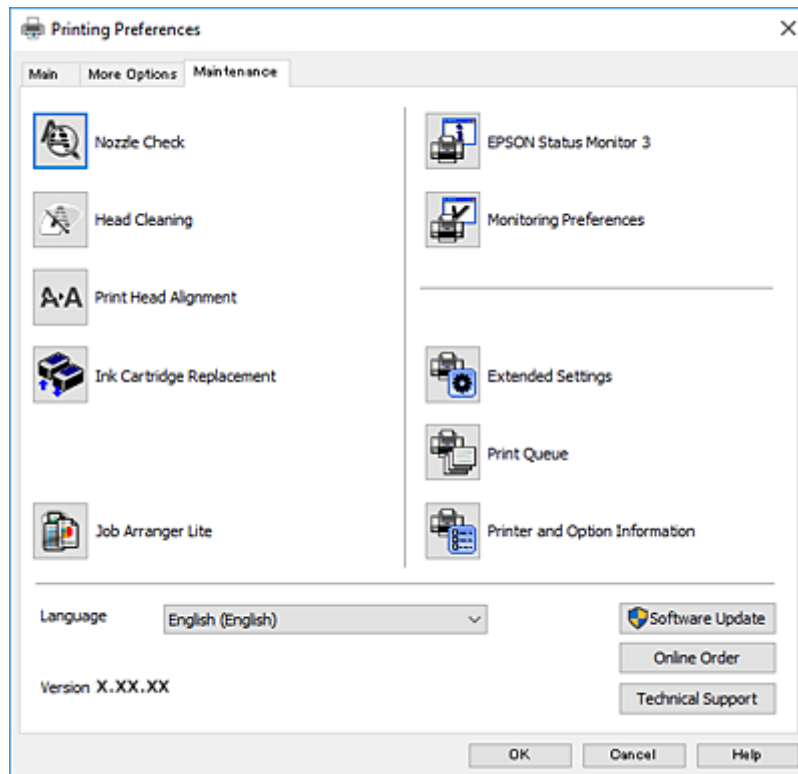 Printing Preferences
Main
More Options
Maintenance
Nozzle Check
Head Cleaning
A·A
Print Head Alignment
Ink Cartridge Replacement
Job Arranger Lite
EPSON Status Monitor 3
Monitoring Preferences
Extended Settings
Print Queue
Printer and Option Information
Language
English (English)
Version X.XX.XX
Software Update
Online Order
Technical Support
OK
Cancel
Help